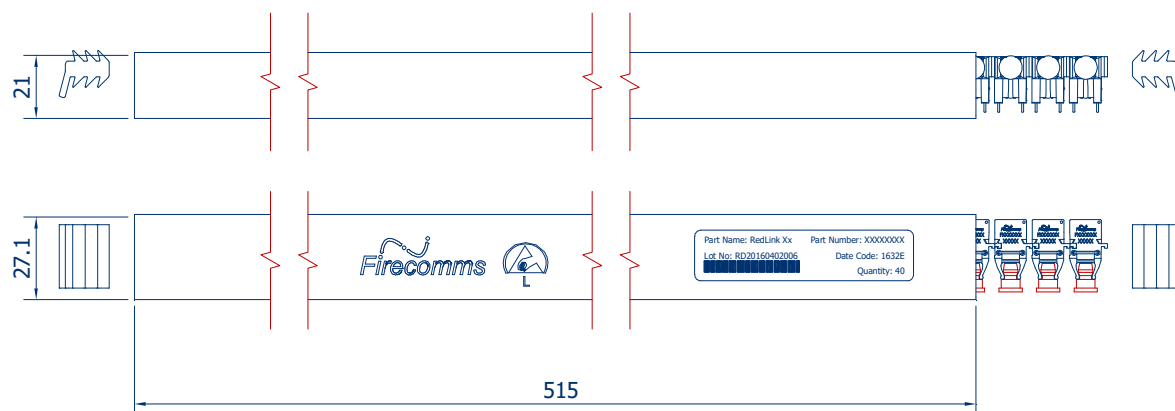 21
27.1
Firecomms
L
Part Name: RedLink Xx Part Number: XXXXXXXX
Lot No: RD20160402006 Date Code: 1632E
Quantity: 40
515